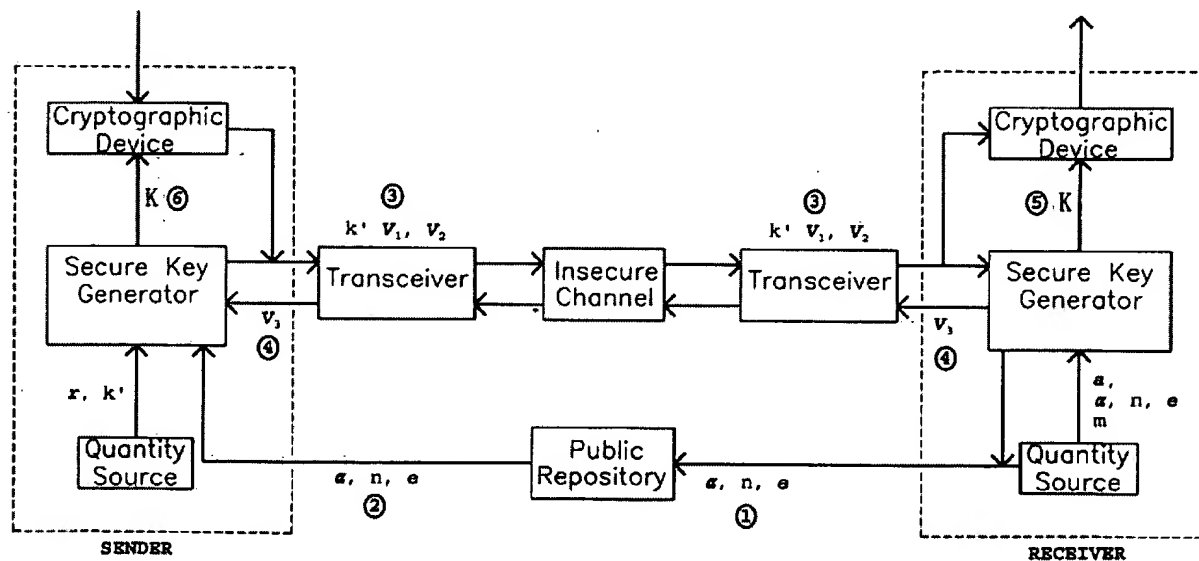 Cryptographic
Device
K ⑥
Secure Key
Generator
r, k'
Quantity
Source
SENDER
③
k' V₁, V₂
Transceiver
V₃
④
Insecure
Channel
③
k' V₁, V₂
Transceiver
α, n, e
②
Public
Repository
α, n, e
①
Cryptographic
Device
⑤ K
Secure Key
Generator
V₃
④
a,
α, n, e
m
Quantity
Source
RECEIVER